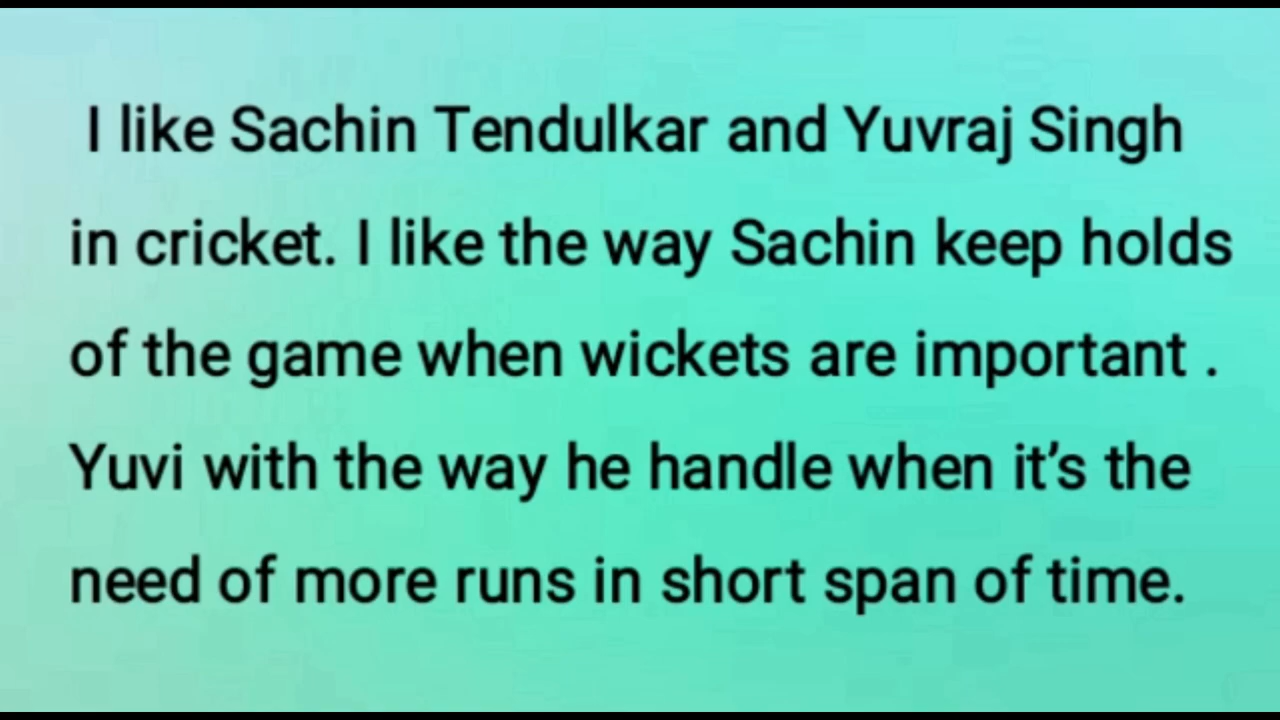 I like Sachin Tendulkar and Yuvraj Singh
in cricket. I like the way Sachin keep holds
of the game when wickets are important .
Yuvi with the way he handle when it’s the
need of more runs in short span of time.